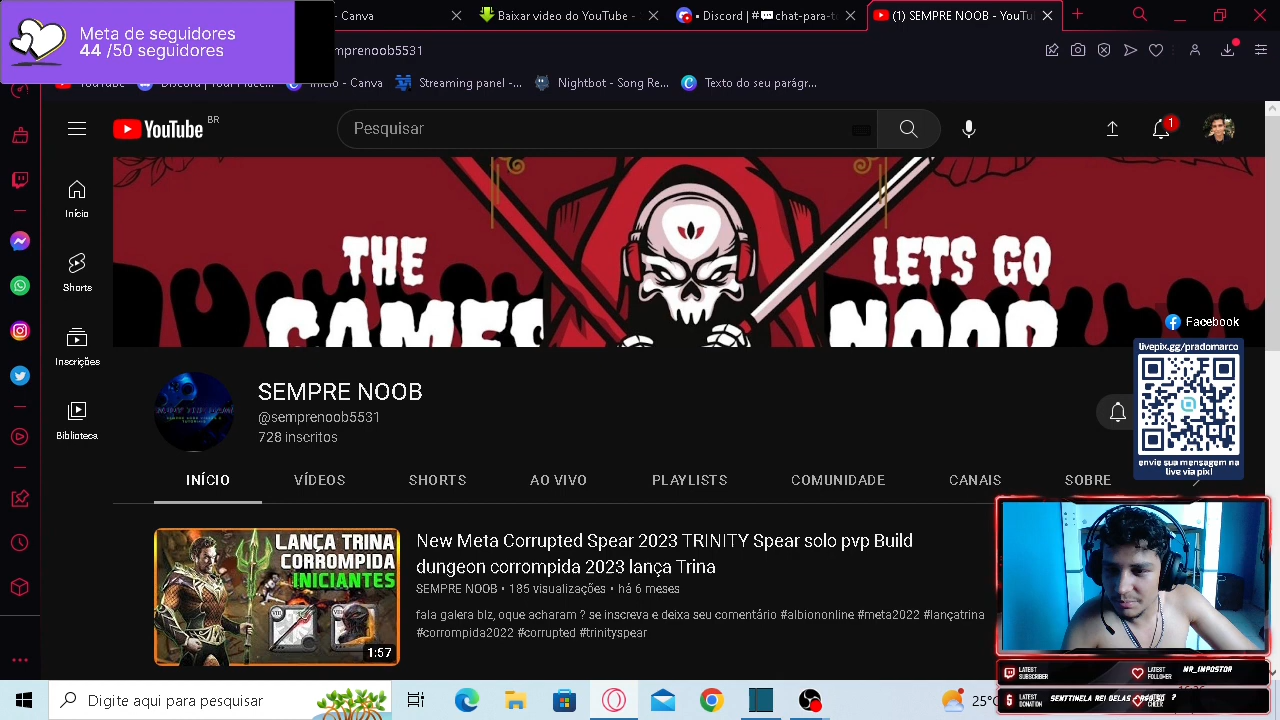 Meta de seguidores
44 /50 seguidores
- Canva
Baixar video do YouTube -
• Discord | #💬chat-para-t
(1) SEMPRE NOOB - YouTu
mprenoob5531
- Canva
Streaming panel -...
Nightbot - Song Re...
Texto do seu parágr...
YouTube
BR
Pesquisar
1
Início
Shorts
Inscrições
Biblioteca
THE
GAMES
LETS GO
NOOB
Facebook
livepix.gg/pradomarco
envie sua mensagem na
live via pix!
SEMPRE NOOB
@semprenoob5531
728 inscritos
INÍCIO
VÍDEOS
SHORTS
AO VIVO
PLAYLISTS
COMUNIDADE
CANAIS
SOBRE
LANÇA TRINA
CORROMPIDA
INICIANTES
1:57
New Meta Corrupted Spear 2023 TRINITY Spear solo pvp Build
dungeon corrompida 2023 lança Trina
SEMPRE NOOB • 185 visualizações • há 6 meses
fala galera blz, oque acharam ? se inscreva e deixa seu comentário #albiononline #meta2022 #lançatrina
#corrompida2022 #corrupted #trinityspear
LATEST
SUBSCRIBER
LATEST
FOLLOWER
MR_IMPOSTOR
LATEST
DONATION
Digite aqui para pesquisar
25°